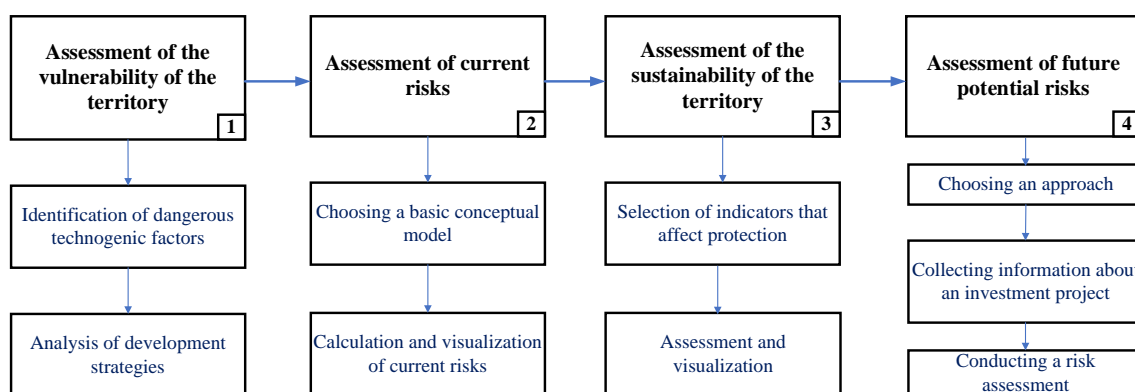 Assessment of the
vulnerability of the
territory
1
Assessment of current
risks
2
Assessment of the
sustainability of the
territory
3
Assessment of future
potential risks
4
Identification of dangerous
technogenic factors
Analysis of development
strategies
Choosing a basic conceptual
model
Calculation and visualization
of current risks
Selection of indicators that
affect protection
Assessment and
visualization
Choosing an approach
Collecting information about
an investment project
Conducting a risk
assessment